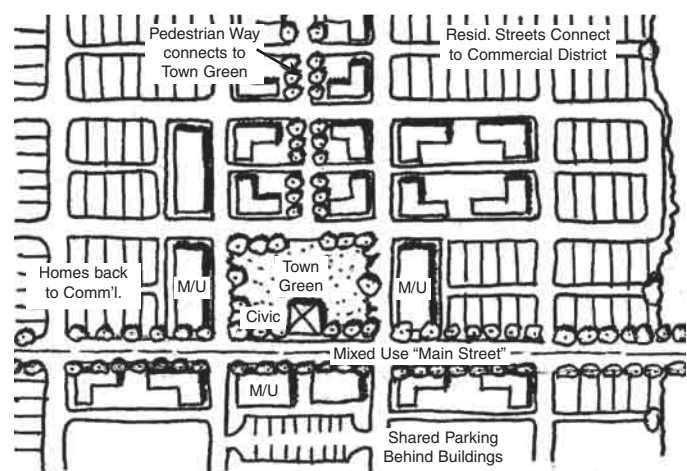 Pedestrian Way
connects to
Town Green
Resid. Streets Connect
to Commercial District
Homes back
to Comm'l.
M/U
Town
Green
Civic
M/U
Mixed Use “Main Street”
M/U
Shared Parking
Behind Buildings